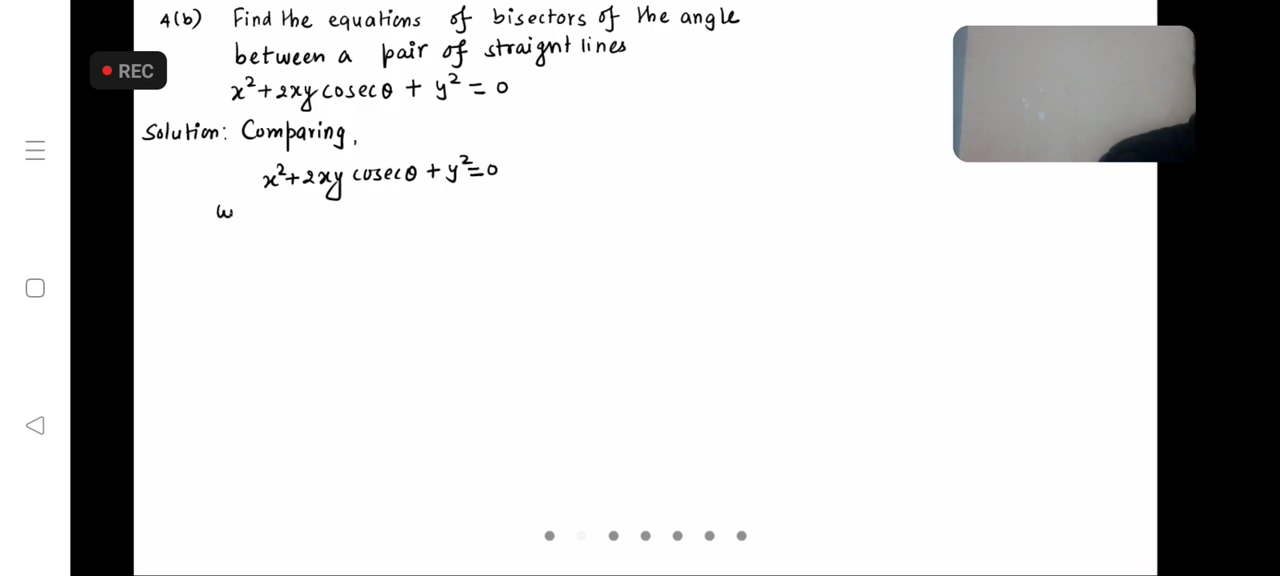 REC
4(b) Find the equations of bisectors of the angle
between a pair of straignt lines
x²+2xy cosecθ + y² = 0
Solution: Comparing,
x²+2xy cosecθ + y²=0
w